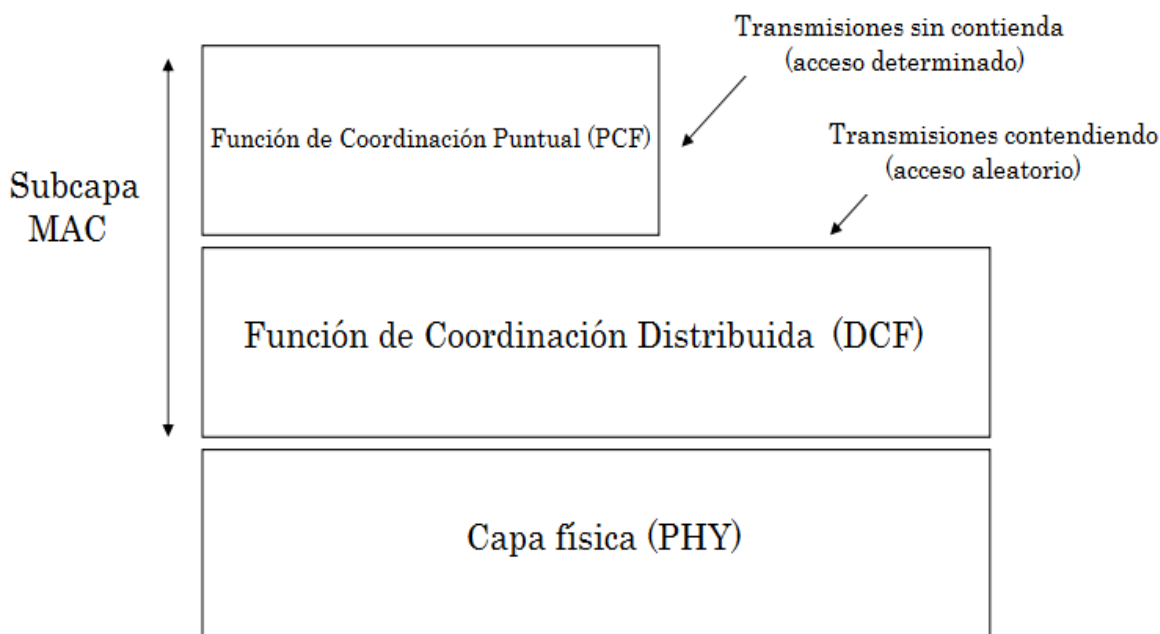 Transmisiones sin contienda
(acceso determinado)
Función de Coordinación Puntual (PCF)
Transmisiones contendiendo
(acceso aleatorio)
Subcapa
MAC
Función de Coordinación Distribuida (DCF)
Capa física (PHY)